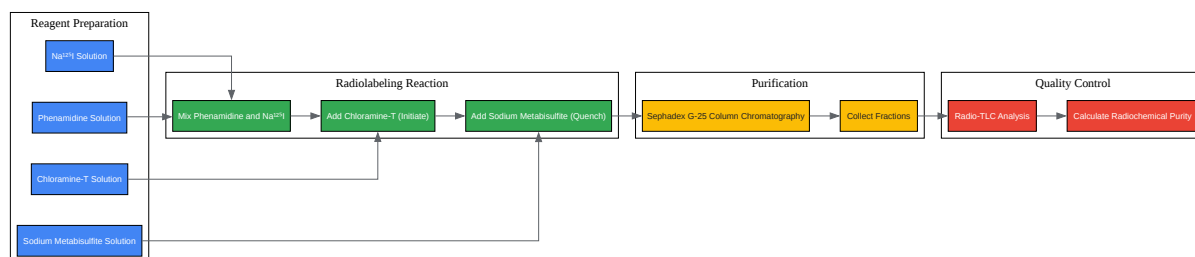 Reagent Preparation
Na¹²⁵I Solution
Phenamidine Solution
Chloramine-T Solution
Sodium Metabisulfite Solution
Radiolabeling Reaction
Mix Phenamidine and Na¹²⁵I
Add Chloramine-T (Initiate)
Add Sodium Metabisulfite (Quench)
Purification
Sephadex G-25 Column Chromatography
Collect Fractions
Quality Control
Radio-TLC Analysis
Calculate Radiochemical Purity